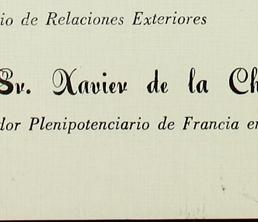 io de Relaciones Exteriores
Sr. Xavier de la Ch
dor Plenipotenciario de Francia en